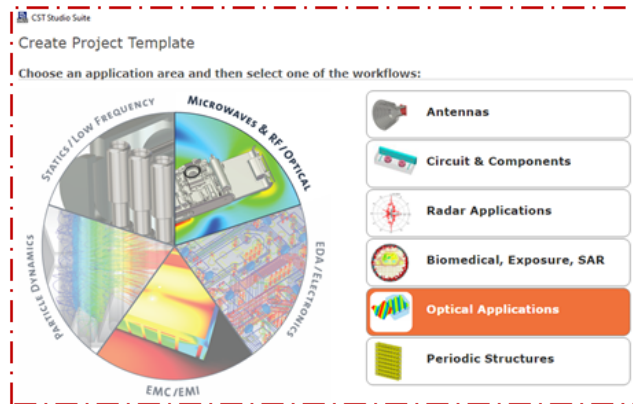 CST Studio Suite
Create Project Template
Choose an application area and then select one of the workflows:
STATICS/LOW FREQUENCY
MICROWAVES & RF/OPTICAL
EDA/ELECTRONICS
EMC/EMI
PARTICLE DYNAMICS
Antennas
Circuit & Components
Radar Applications
Biomedical, Exposure, SAR
Optical Applications
Periodic Structures